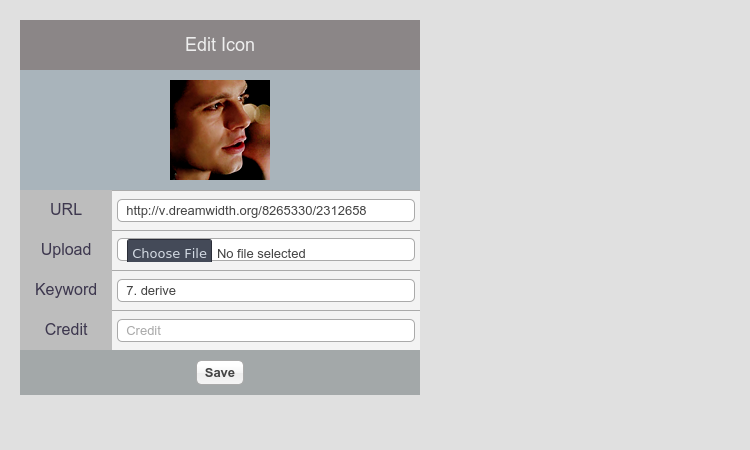 Edit Icon
URL
http://v.dreamwidth.org/8265330/2312658
Upload
Choose File No file selected
Keyword
7. derive
Credit
Credit
Save